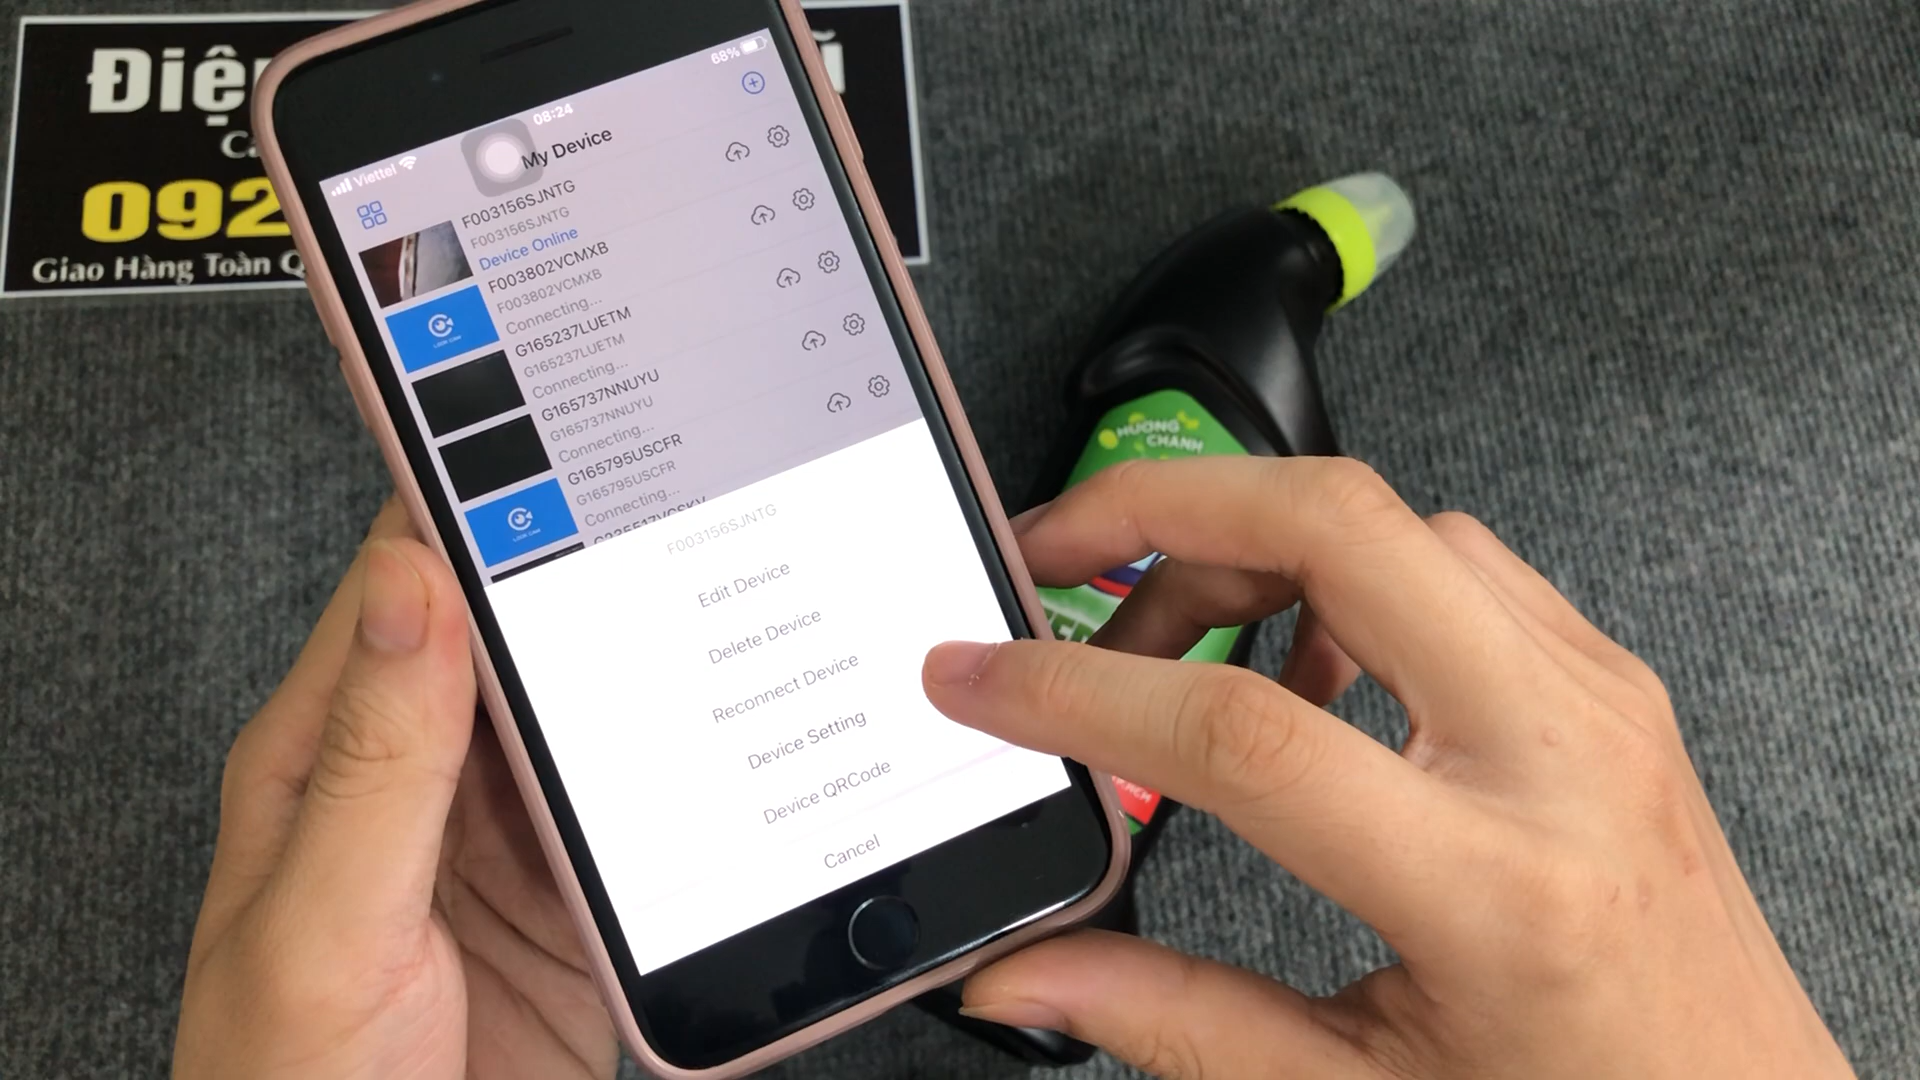 Điệ
Ca
092
Giao Hàng Toàn Q
Viettel
08:24
68%
My Device
F003156SJNTG
F003156SJNTG
Device Online
F003802VCMXB
F003802VCMXB
Connecting...
G165237LUETM
G165237LUETM
Connecting...
G165737NNUYU
G165737NNUYU
Connecting...
G165795USCFR
G165795USCFR
Connecting...
F003156SJNTG
Edit Device
Delete Device
Reconnect Device
Device Setting
Device QRCode
Cancel
HƯƠNG
CHANH